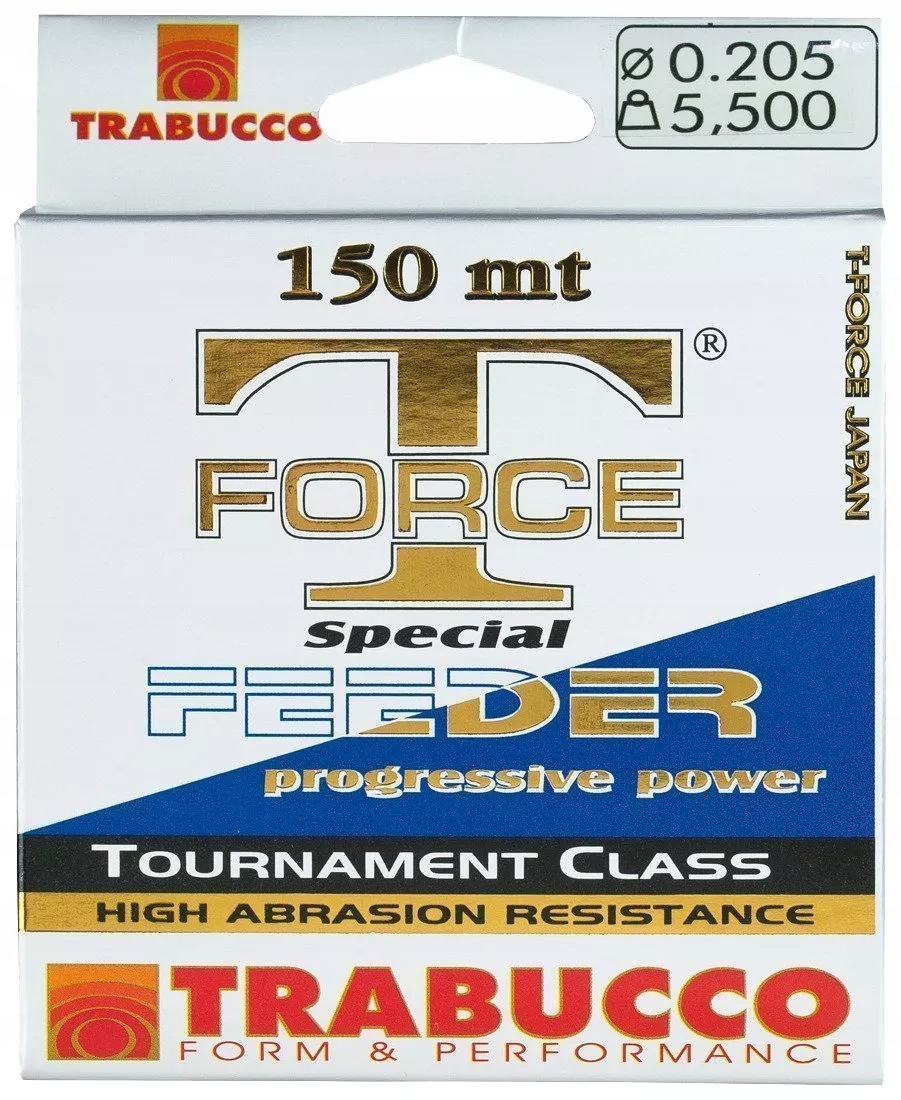 TRABUCCO
Ø 0.205
5,500
150 mt
T ®
FORCE
T-FORCE JAPAN
Special
FEEDER
progressive power
TOURNAMENT CLASS
HIGH ABRASION RESISTANCE
TRABUCCO
FORM & PERFORMANCE